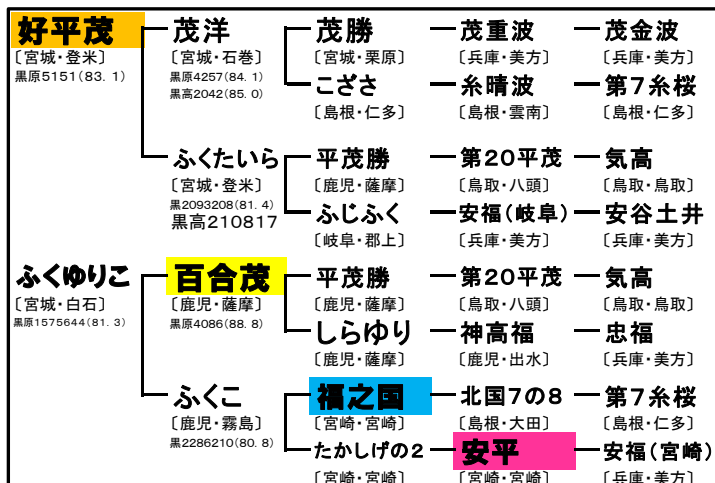 好平茂 茂洋 茂勝 茂重波 茂金波
〔宮城・登米〕 〔宮城・石巻〕 〔宮城・栗原〕 〔兵庫・美方〕 〔兵庫・美方〕
黒原5151(83. 1) 黒原4257(84. 1)
黒高2042(85. 0)
こざさ 糸晴波 第7糸桜
〔島根・仁多〕 〔島根・雲南〕 〔島根・仁多〕
ふくたいら 平茂勝 第20平茂 気高
〔宮城・登米〕 〔鹿児・薩摩〕 〔鳥取・八頭〕 〔鳥取・鳥取〕
黒2093208(81. 4)
黒高210817
ふじふく 安福(岐阜) 安谷土井
〔岐阜・郡上〕 〔兵庫・美方〕 〔兵庫・美方〕
ふくゆりこ 百合茂 平茂勝 第20平茂 気高
〔宮城・白石〕 〔鹿児・薩摩〕 〔鹿児・薩摩〕 〔鳥取・八頭〕 〔鳥取・鳥取〕
黒原1575644(81. 3) 黒原4086(88. 8)
しらゆり 神高福 忠福
〔鹿児・薩摩〕 〔鹿児・出水〕 〔兵庫・美方〕
ふくこ 福之国 北国7の8 第7糸桜
〔鹿児・霧島〕 〔宮崎・宮崎〕 〔島根・大田〕 〔島根・仁多〕
黒2286210(80. 8)
たかしげの2 安平 安福(宮崎)
〔宮崎・宮崎〕 〔宮崎・宮崎〕 〔兵庫・美方〕